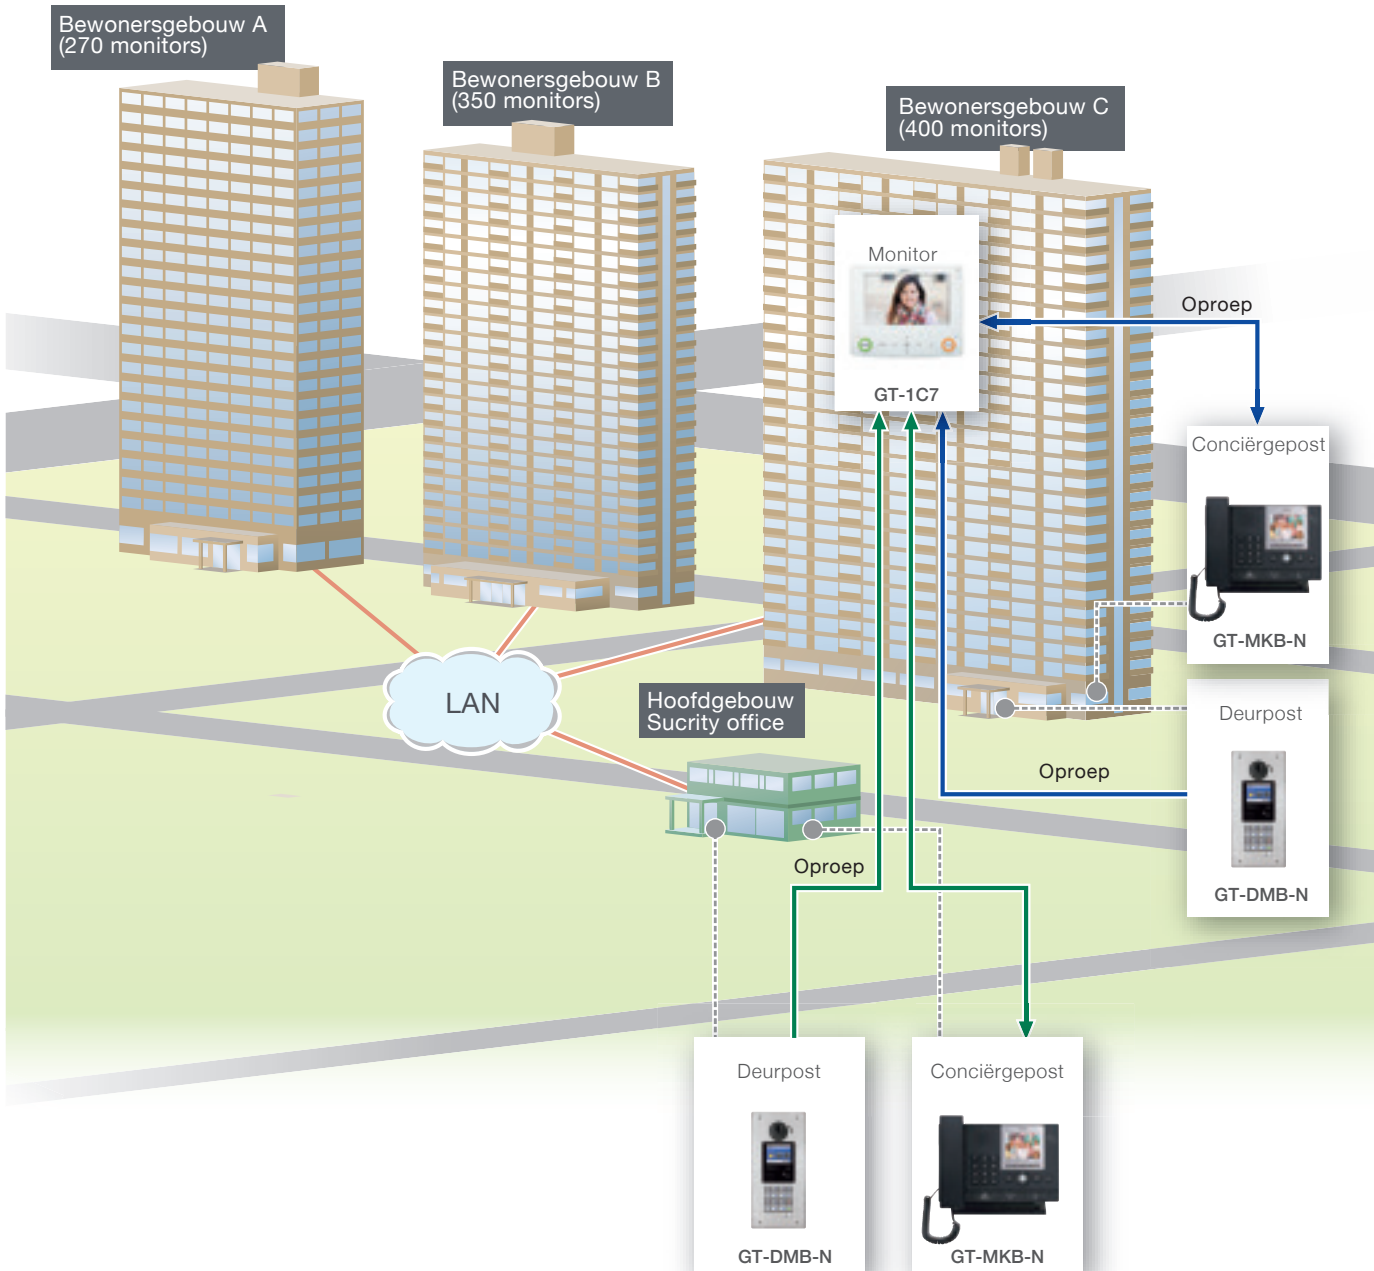 Bewonersgebouw A
(270 monitors)
Bewonersgebouw B
(350 monitors)
Bewonersgebouw C
(400 monitors)
Monitor
GT-1C7
Oproep
Conciërgepost
GT-MKB-N
LAN
Hoofdgebouw
Sucrity office
Deurpost
Oproep
GT-DMB-N
Oproep
Deurpost
GT-DMB-N
Conciërgepost
GT-MKB-N